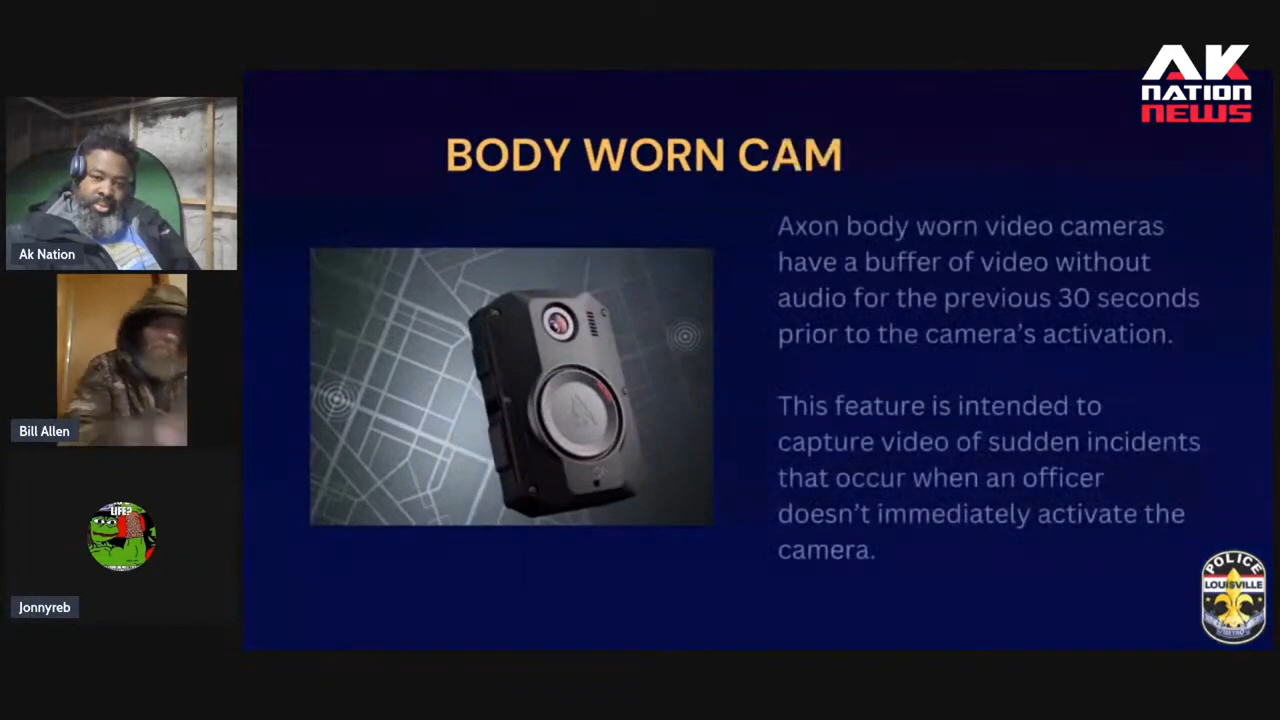 AK
NATION
NEWS
BODY WORN CAM
Ak Nation
Axon body worn video cameras
have a buffer of video without
audio for the previous 30 seconds
prior to the camera's activation.
This feature is intended to
capture video of sudden incidents
that occur when an officer
doesn't immediately activate the
camera.
Bill Allen
LIFE?
Jonnyreb
POLICE
LOUISVILLE
METRO